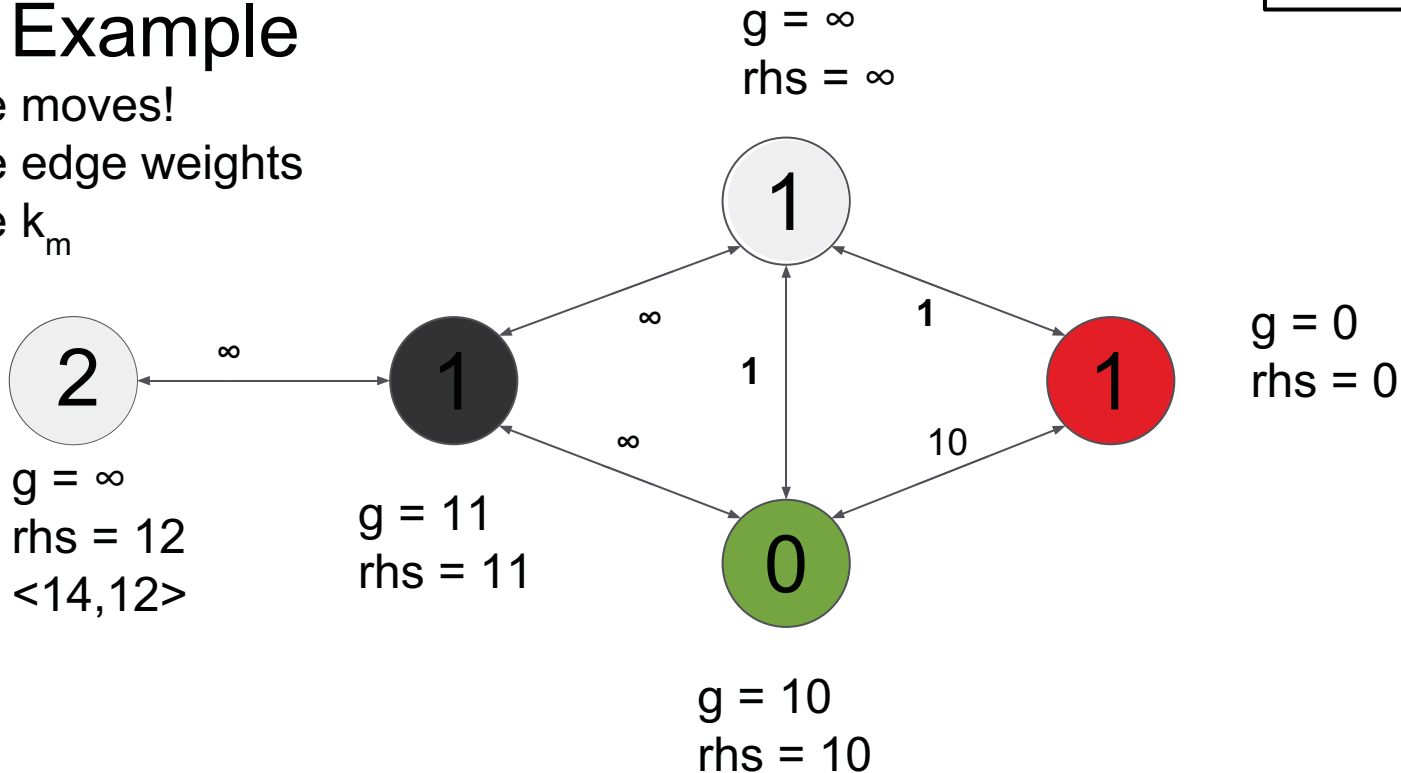 Example
e moves!
e edge weights
e km
g = ∞
rhs = ∞
1
∞
1
g = 0
rhs = 0
∞
1
2
1
1
∞
10
g = ∞
rhs = 12
<14,12>
g = 11
rhs = 11
0
g = 10
rhs = 10